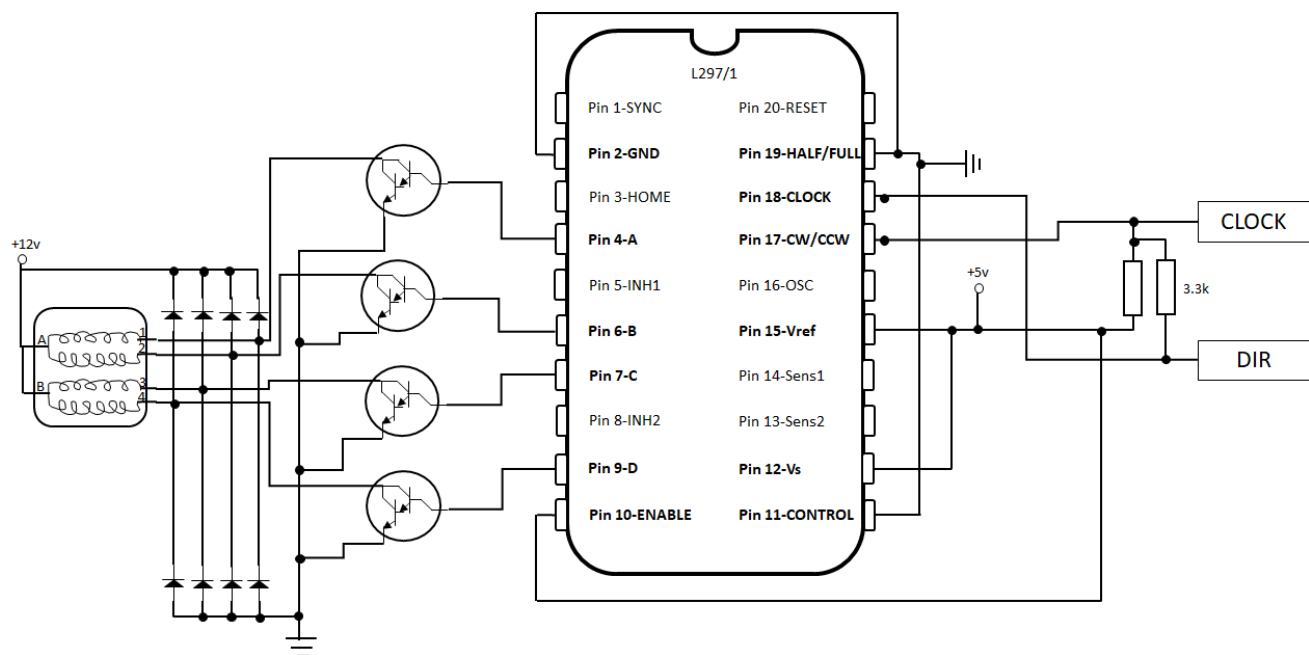 L297/1
Pin 1-SYNC
Pin 20-RESET
Pin 2-GND
Pin 19-HALF/FULL
Pin 3-HOME
Pin 18-CLOCK
Pin 4-A
Pin 17-CW/CCW
Pin 5-INH1
Pin 16-OSC
Pin 6-B
Pin 15-Vref
Pin 7-C
Pin 14-Sens1
Pin 8-INH2
Pin 13-Sens2
Pin 9-D
Pin 12-Vs
Pin 10-ENABLE
Pin 11-CONTROL
+12v
A
1
2
B
3
4
+5v
CLOCK
3.3k
DIR